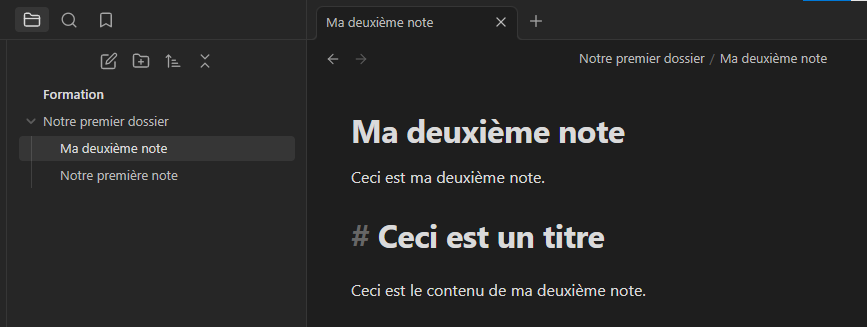 Ma deuxième note
Notre premier dossier / Ma deuxième note
Formation
Notre premier dossier
Ma deuxième note
Notre première note
Ma deuxième note
Ceci est ma deuxième note.
# Ceci est un titre
Ceci est le contenu de ma deuxième note.